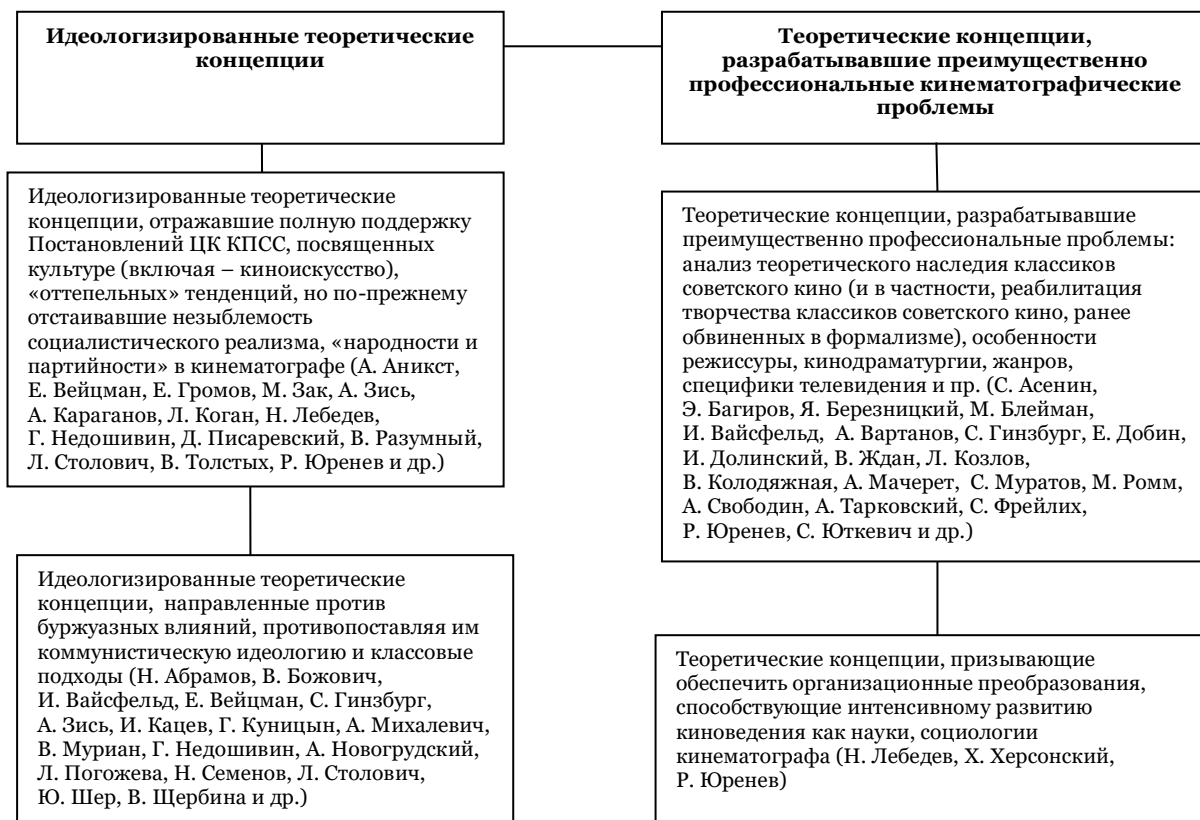 Идеологизированные теоретические
концепции
Теоретические концепции,
разрабатывавшие преимущественно
профессиональные кинематографические
проблемы
Идеологизированные теоретические
концепции, отражавшие полную поддержку
Постановлений ЦК КПСС, посвященных
культуре (включая – киноискусство),
«оттепельных» тенденций, но по-прежнему
отстаивавшие незыблемость
социалистического реализма, «народности и
партийности» в кинематографе (А. Аникст,
Е. Вейцман, Е. Громов, М. Зак, А. Зись,
А. Караганов, Л. Коган, Н. Лебедев,
Г. Недошивин, Д. Писаревский, В. Разумный,
Л. Столович, В. Толстых, Р. Юренев и др.)
Теоретические концепции, разрабатывавшие
преимущественно профессиональные проблемы:
анализ теоретического наследия классиков
советского кино (и в частности, реабилитация
творчества классиков советского кино, ранее
обвиненных в формализме), особенности
режиссуры, кинодраматургии, жанров,
специфики телевидения и пр. (С. Асенин,
Э. Багиров, Я. Березницкий, М. Блейман,
И. Вайсфельд, А. Вартанов, С. Гинзбург, Е. Добин,
И. Долинский, В. Ждан, Л. Козлов,
В. Колодяжная, А. Мачерет, С. Муратов, М. Ромм,
А. Свободин, А. Тарковский, С. Фрейлих,
Р. Юренев, С. Юткевич и др.)
Идеологизированные теоретические
концепции, направленные против
буржуазных влияний, противопоставляя им
коммунистическую идеологию и классовые
подходы (Н. Абрамов, В. Божович,
И. Вайсфельд, Е. Вейцман, С. Гинзбург,
А. Зись, И. Кацев, Г. Куницын, А. Михалевич,
В. Муриан, Г. Недошивин, А. Новогрудский,
Л. Погожева, Н. Семенов, Л. Столович,
Ю. Шер, В. Щербина и др.)
Теоретические концепции, призывающие
обеспечить организационные преобразования,
способствующие интенсивному развитию
киноведения как науки, социологии
кинематографа (Н. Лебедев, Х. Херсонский,
Р. Юренев)